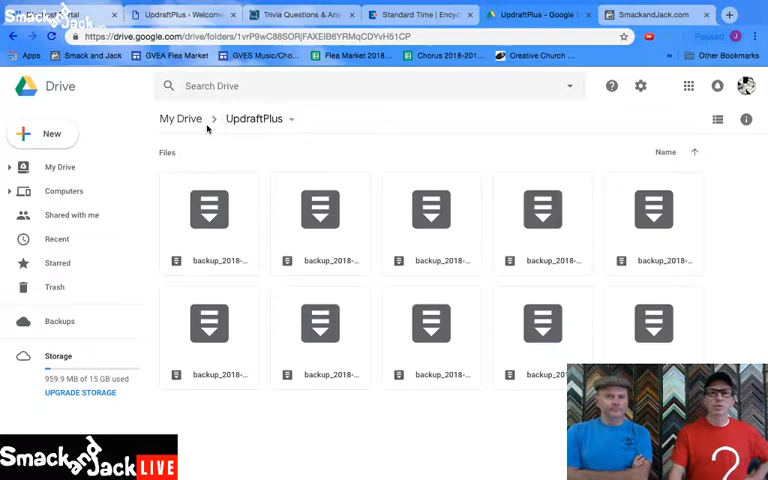 Portal
UpdraftPlus - Welcome
Trivia Questions & Ans
Standard Time | Ency
UpdraftPlus - Google
SmackandJack.com
https://drive.google.com/drive/folders/1vrP9wC88SORjFAXEIB6YRMqCDYvH51CP
Paused
Apps
Smack and Jack
GVEA Flea Market
GVES Music/Cho...
Flea Market 2018...
Chorus 2018-201...
Creative Church ...
Other Bookmarks
Drive
Search Drive
New
My Drive
UpdraftPlus
Files
Name
My Drive
Computers
Shared with me
Recent
Starred
Trash
Backups
Storage
959.9 MB of 15 GB used
UPGRADE STORAGE
backup_2018-...
backup_2018-...
backup_2018-...
backup_2018-...
backup_2018-...
backup_2018-...
backup_2018-...
backup_2018-...
Smack and Jack LIVE
?